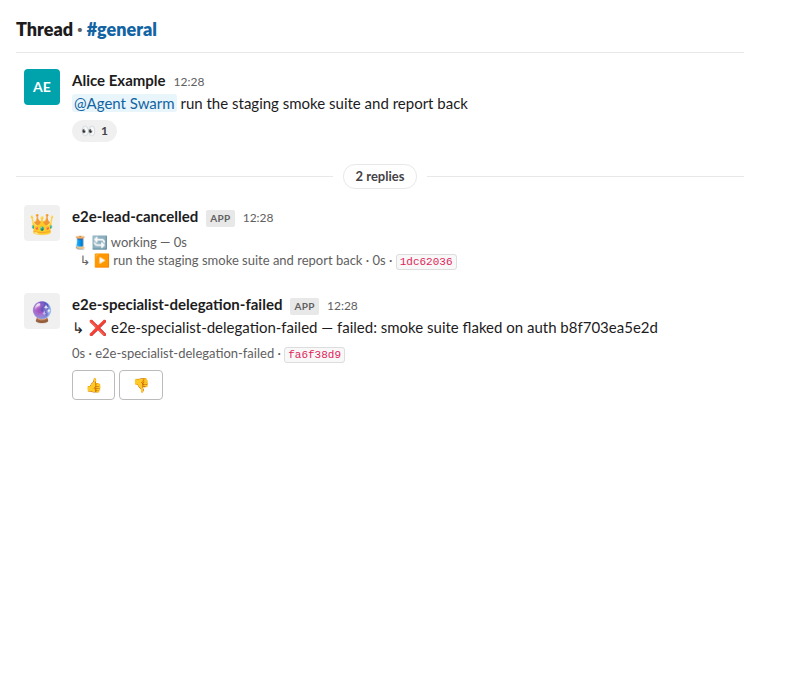 Thread • #general
AE
Alice Example 12:28
@Agent Swarm run the staging smoke suite and report back
👀 1
2 replies
e2e-lead-cancelled APP 12:28
🧵 🔄 working — 0s
↳ ▶️ run the staging smoke suite and report back · 0s · 1dc62036
e2e-specialist-delegation-failed APP 12:28
↳ ❌ e2e-specialist-delegation-failed — failed: smoke suite flaked on auth b8f703ea5e2d
0s · e2e-specialist-delegation-failed · fa6f38d9
👍 👎